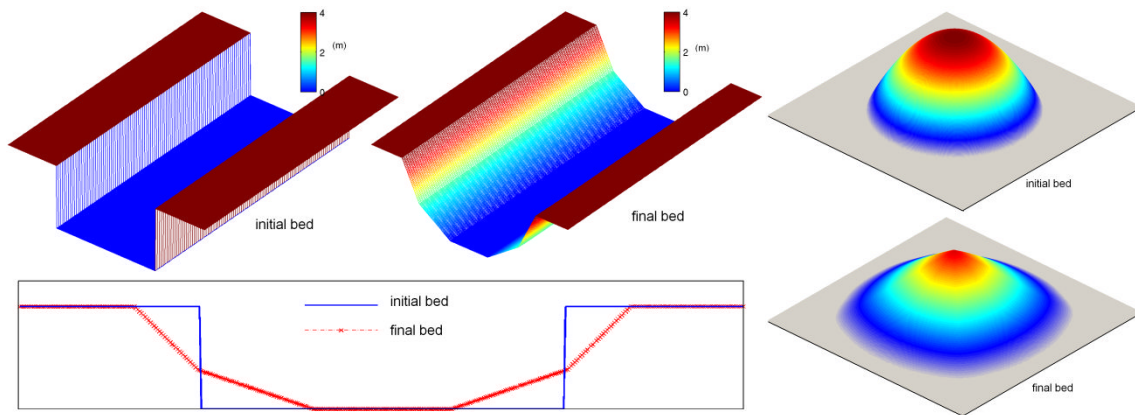 4
(m)
2
0
initial bed
4
(m)
2
0
final bed
initial bed
final bed
initial bed
final bed